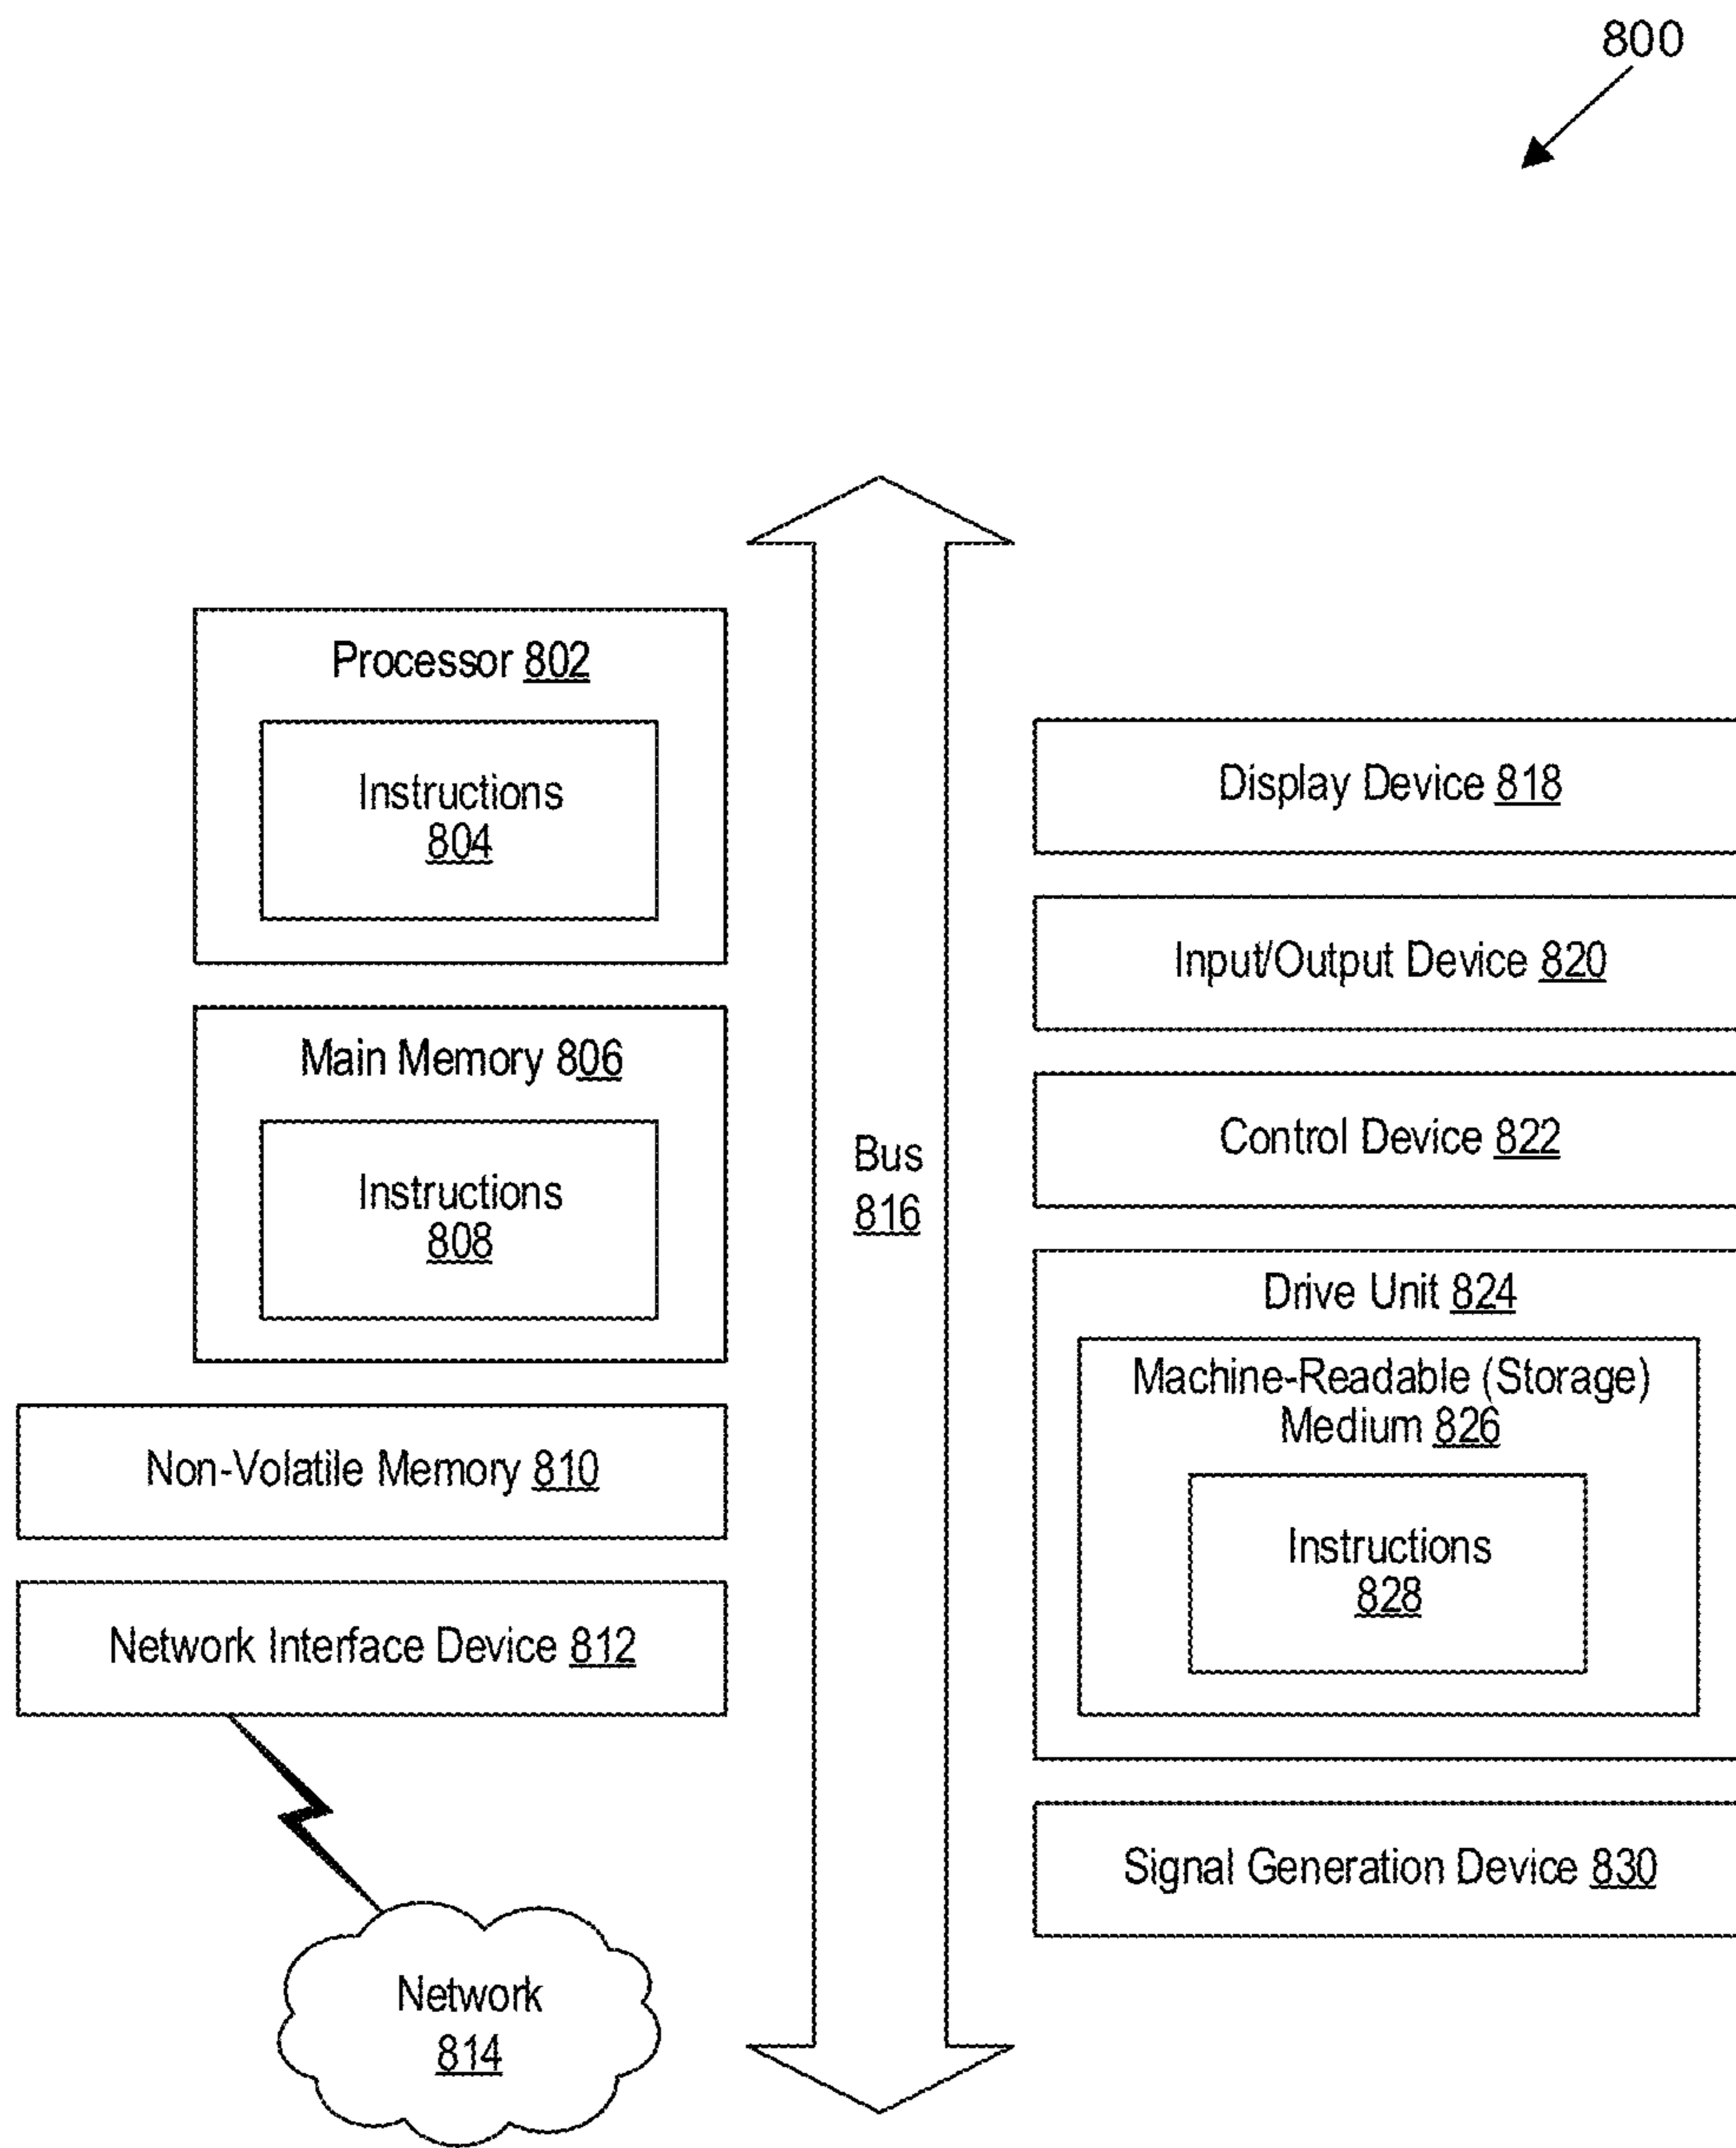 800
Processor 802
Instructions
804
Main Memory 806
Instructions
808
Non-Volatile Memory 810
Network Interface Device 812
Network
814
Bus
816
Display Device 818
Input/Output Device 820
Control Device 822
Drive Unit 824
Machine-Readable (Storage)
Medium 826
Instructions
828
Signal Generation Device 830